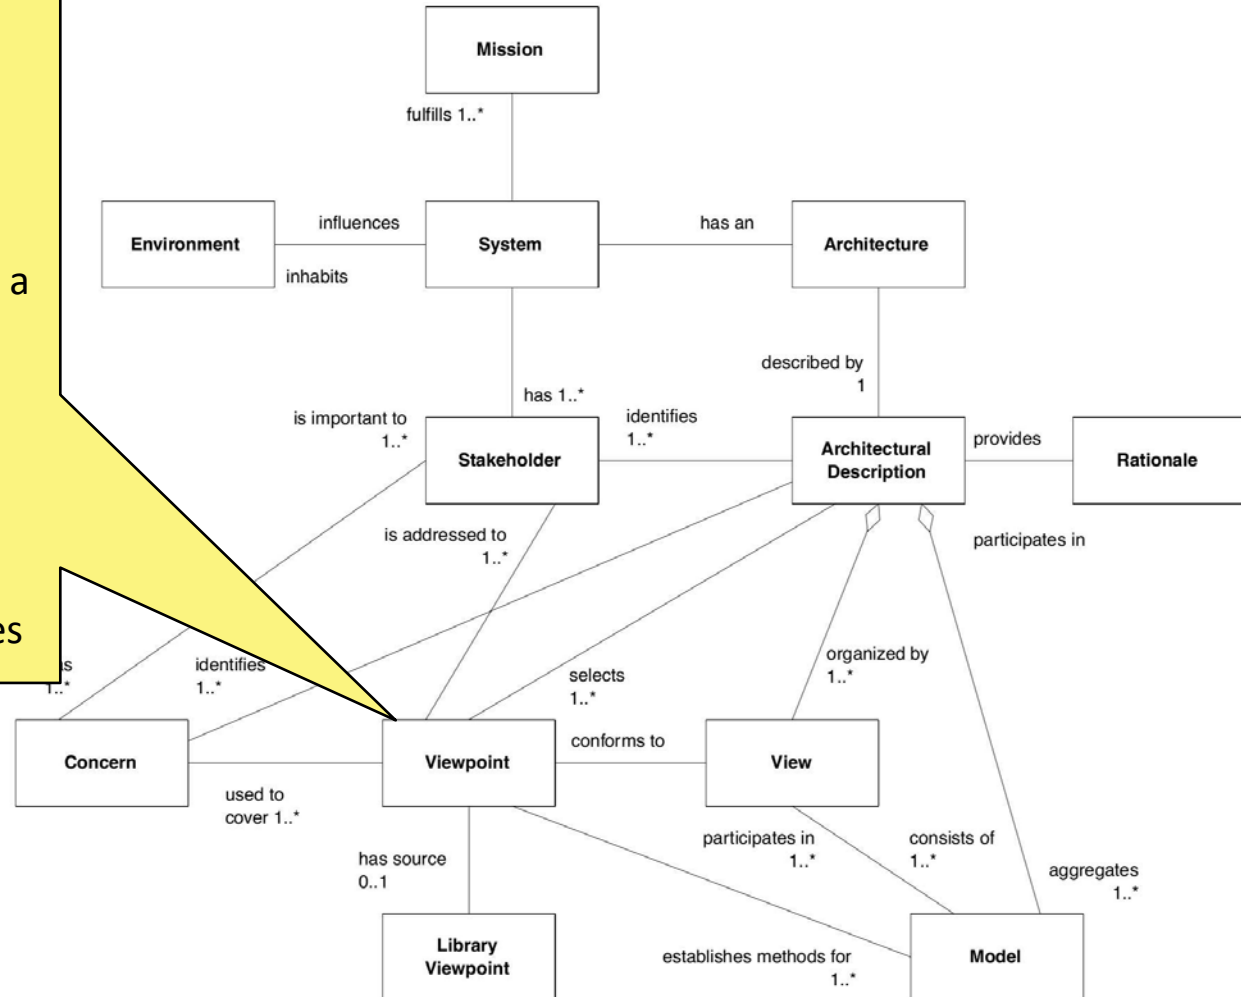 Mission
fulfills 1..*
influences
has an
Environment
System
Architecture
inhabits
a
described by
1
has 1..*
is important to
1..*
identifies
1..*
Stakeholder
Architectural
Description
provides
Rationale
is addressed to
1..*
participates in
identifies
1..*
1..*
organized by
1..*
selects
1..*
conforms to
Concern
Viewpoint
View
used to
cover 1..*
participates in
1..*
consists of
1..*
has source
0..1
aggregates
1..*
Library
Viewpoint
establishes methods for
1..*
Model